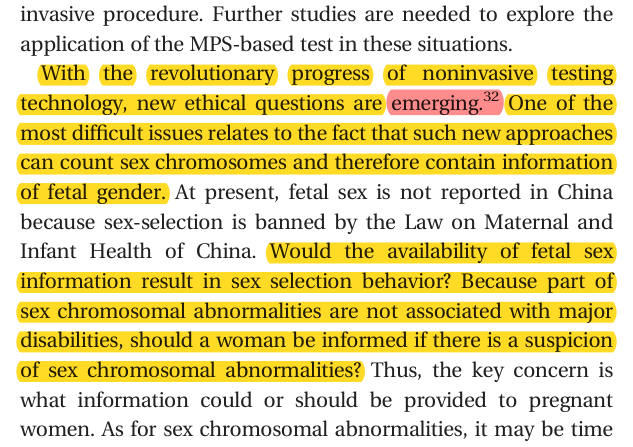 invasive procedure. Further studies are needed to explore the
application of the MPS-based test in these situations.
With the revolutionary progress of noninvasive testing
technology, new ethical questions are emerging.32 One of the
most difficult issues relates to the fact that such new approaches
can count sex chromosomes and therefore contain information
of fetal gender. At present, fetal sex is not reported in China
because sex-selection is banned by the Law on Maternal and
Infant Health of China. Would the availability of fetal sex
information result in sex selection behavior? Because part of
sex chromosomal abnormalities are not associated with major
disabilities, should a woman be informed if there is a suspicion
of sex chromosomal abnormalities? Thus, the key concern is
what information could or should be provided to pregnant
women. As for sex chromosomal abnormalities, it may be time